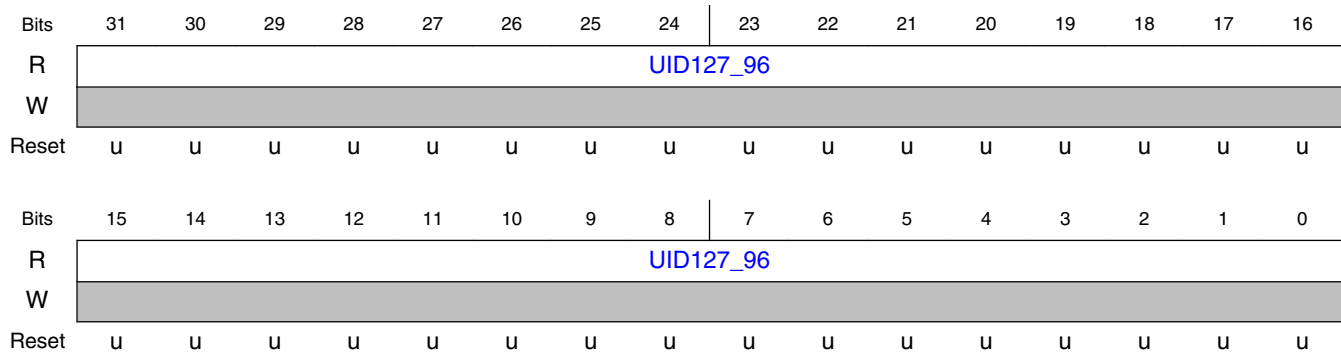 Bits 31 30 29 28 27 26 25 24 23 22 21 20 19 18 17 16
R UID127_96
W
Reset u u u u u u u u u u u u u u u u
Bits 15 14 13 12 11 10 9 8 7 6 5 4 3 2 1 0
R UID127_96
W
Reset u u u u u u u u u u u u u u u u